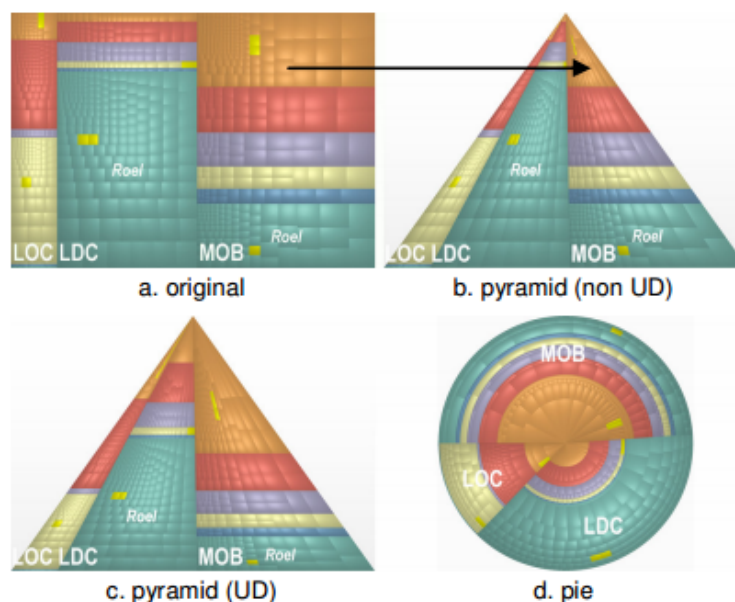 Roel
Roel
LOC LDC MOB
a. original
Roel
Roel
LOC LDC MOB
b. pyramid (non UD)
Roel
Roel
LOC LDC MOB
c. pyramid (UD)
MOB
LOC
LDC
d. pie